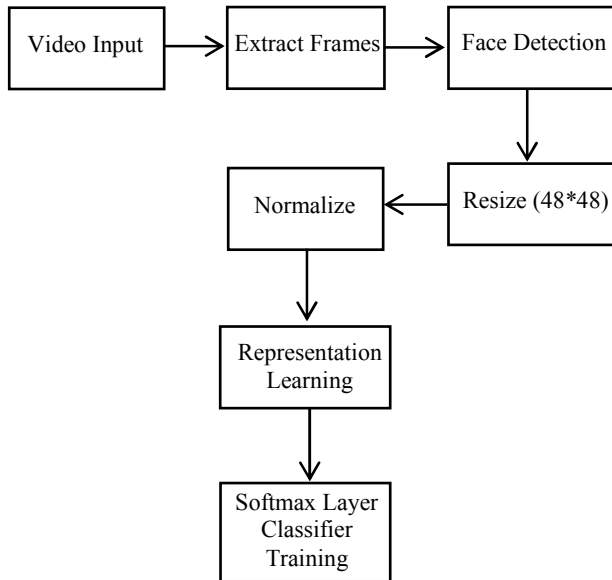 Video Input
Extract Frames
Face Detection
Resize (48*48)
Normalize
Representation
Learning
Softmax Layer
Classifier
Training